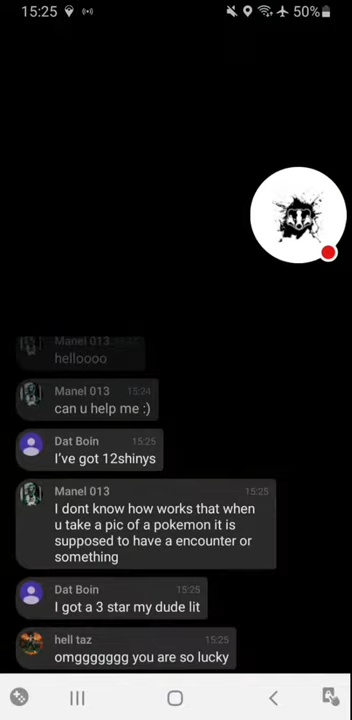 15:25
50%
Manel 013 15:24
helloooo
Manel 013 15:24
can u help me :)
Dat Boin 15:25
I've got 12shinys
Manel 013 15:25
I dont know how works that when
u take a pic of a pokemon it is
supposed to have a encounter or
something
Dat Boin 15:25
I got a 3 star my dude lit
hell taz 15:25
omggggggg you are so lucky